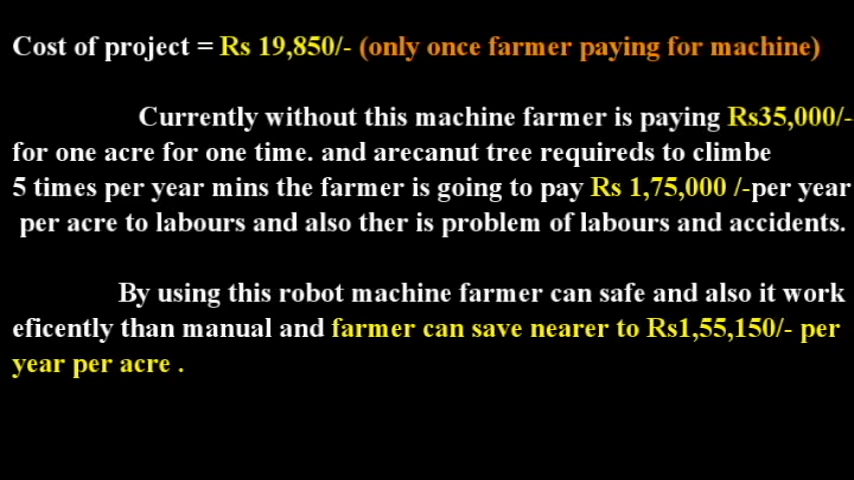 Cost of project = Rs 19,850/- (only once farmer paying for machine)
Currently without this machine farmer is paying Rs35,000/-
for one acre for one time. and arecanut tree requireds to climbe
5 times per year mins the farmer is going to pay Rs 1,75,000 /-per year
per acre to labours and also ther is problem of labours and accidents.
By using this robot machine farmer can safe and also it work
eficently than manual and farmer can save nearer to Rs1,55,150/- per
year per acre .